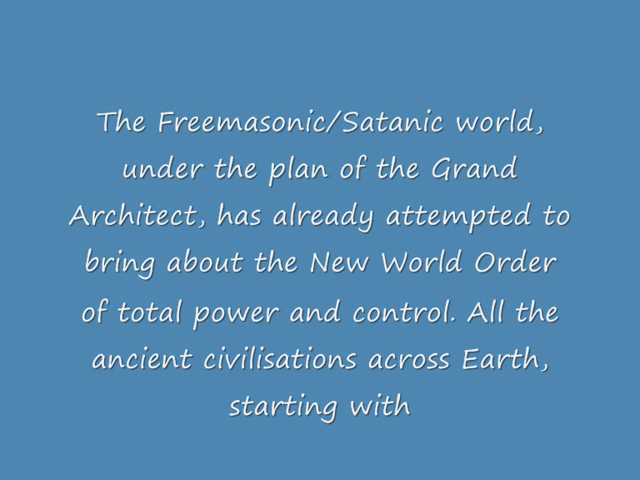 The Freemasonic/Satanic world,
under the plan of the Grand
Architect, has already attempted to
bring about the New World Order
of total power and control. All the
ancient civilisations across Earth,
starting with